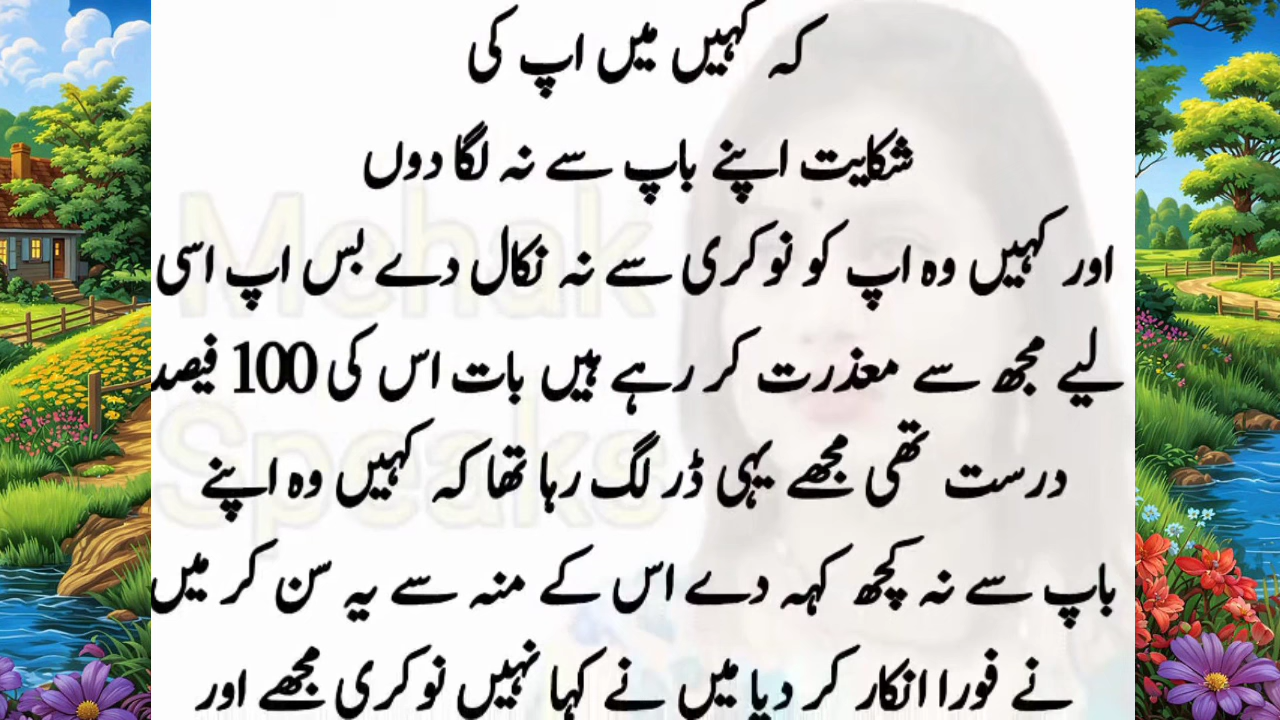 کہ کہیں میں اپ کی
شکایت اپنے باپ سے نہ لگا دوں
اور کہیں وہ اپ کو نوکری سے نہ نکال دے بس اپ اسی
لیے مجھ سے معذرت کر رہے ہیں بات اس کی 100 فیصد
درست تھی مجھے یہی ڈر لگ رہا تھا کہ کہیں وہ اپنے
باپ سے نہ کچھ کہہ دے اس کے منہ سے یہ سن کر میں
نے فورا انکار کر دیا میں نے کہا نہیں نوکری مجھے اور
Mehak
Speaks